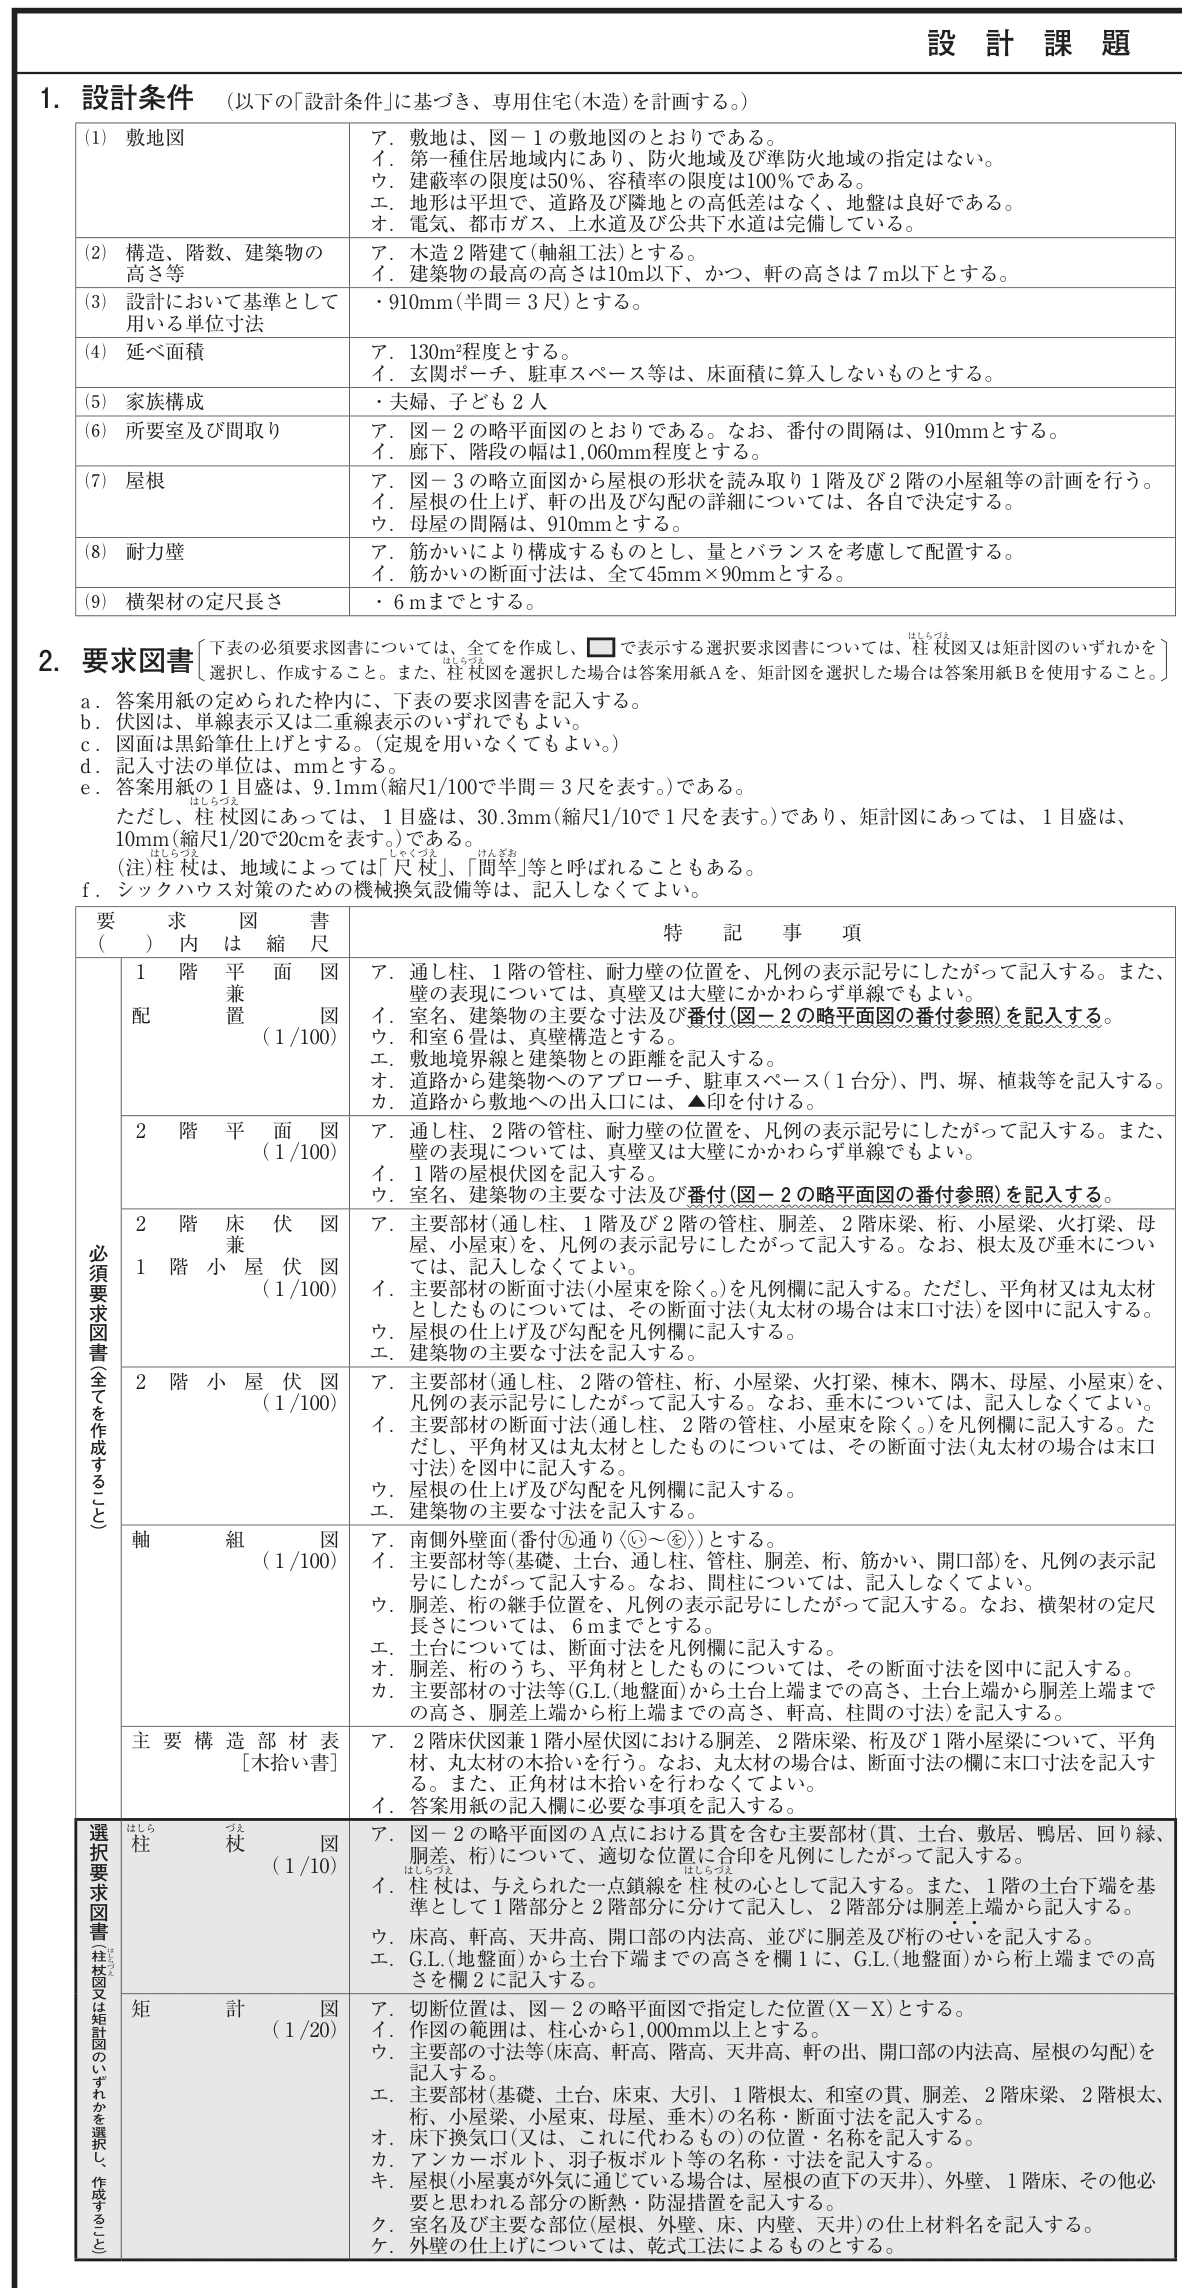 設計課題
1. 設計条件 (以下の「設計条件」に基づき、専用住宅(木造)を計画する。)
(1) 敷地図
ア. 敷地は、図－1の敷地図のとおりである。
イ. 第一種住居地域内にあり、防火地域及び準防火地域の指定はない。
ウ. 建蔽率の限度は50%、容積率の限度は100%である。
エ. 地形は平坦で、道路及び隣地との高低差はなく、地盤は良好である。
オ. 電気、都市ガス、上水道及び公共下水道は完備している。
(2) 構造、階数、建築物の
高さ等
ア. 木造2階建て(軸組工法)とする。
イ. 建築物の最高の高さは10m以下、かつ、軒の高さは7m以下とする。
(3) 設計において基準として
用いる単位寸法
・910mm(半間＝3尺)とする。
(4) 延べ面積
ア. 130m²程度とする。
イ. 玄関ポーチ、駐車スペース等は、床面積に算入しないものとする。
(5) 家族構成
・夫婦、子ども2人
(6) 所要室及び間取り
ア. 図－2の略平面図のとおりである。なお、番付の間隔は、910mmとする。
イ. 廊下、階段の幅は1,060mm程度とする。
(7) 屋根
ア. 図－3の略立面図から屋根の形状を読み取り1階及び2階の小屋組等の計画を行う。
イ. 屋根の仕上げ、軒の出及び勾配の詳細については、各自で決定する。
ウ. 母屋の間隔は、910mmとする。
(8) 耐力壁
ア. 筋かいにより構成するものとし、量とバランスを考慮して配置する。
イ. 筋かいの断面寸法は、全て45mm×90mmとする。
(9) 横架材の定尺長さ
・6mまでとする。
2. 要求図書
下表の必須要求図書については、全てを作成し、 で表示する選択要求図書については、柱杖(はしらづえ)図又は矩計図のいずれかを
選択し、作成すること。また、柱杖(はしらづえ)図を選択した場合は答案用紙Aを、矩計図を選択した場合は答案用紙Bを使用すること。
a. 答案用紙の定められた枠内に、下表の要求図書を記入する。
b. 伏図は、単線表示又は二重線表示のいずれでもよい。
c. 図面は黒鉛筆仕上げとする。(定規を用いなくてもよい。)
d. 記入寸法の単位は、mmとする。
e. 答案用紙の1目盛は、9.1mm(縮尺1/100で半間＝3尺を表す。)である。
ただし、柱杖(はしらづえ)図にあっては、1目盛は、30.3mm(縮尺1/10で1尺を表す。)であり、矩計図にあっては、1目盛は、
10mm(縮尺1/20で20cmを表す。)である。
(注)柱杖(はしらづえ)は、地域によっては「尺杖(しゃくづえ)」、「間竿(けんざお)」等と呼ばれることもある。
f. シックハウス対策のための機械換気設備等は、記入しなくてよい。
要求図書
( )内は縮尺
特記事項
必須要求図書(全てを作成すること)
1階平面図
兼
配置図
(1/100)
ア. 通し柱、1階の管柱、耐力壁の位置を、凡例の表示記号にしたがって記入する。また、
壁の表現については、真壁又は大壁にかかわらず単線でもよい。
イ. 室名、建築物の主要な寸法及び番付(図－2の略平面図の番付参照)を記入する。
ウ. 和室6畳は、真壁構造とする。
エ. 敷地境界線と建築物との距離を記入する。
オ. 道路から建築物へのアプローチ、駐車スペース(1台分)、門、塀、植栽等を記入する。
カ. 道路から敷地への出入口には、▲印を付ける。
2階平面図
(1/100)
ア. 通し柱、2階の管柱、耐力壁の位置を、凡例の表示記号にしたがって記入する。また、
壁の表現については、真壁又は大壁にかかわらず単線でもよい。
イ. 1階の屋根伏図を記入する。
ウ. 室名、建築物の主要な寸法及び番付(図－2の略平面図の番付参照)を記入する。
2階床伏図
兼
1階小屋伏図
(1/100)
ア. 主要部材(通し柱、1階及び2階の管柱、胴差、2階床梁、桁、小屋梁、火打梁、母
屋、小屋束)を、凡例の表示記号にしたがって記入する。なお、根太及び垂木につい
ては、記入しなくてよい。
イ. 主要部材の断面寸法(小屋束を除く。)を凡例欄に記入する。ただし、平角材又は丸太材
としたものについては、その断面寸法(丸太材の場合は末口寸法)を図中に記入する。
ウ. 屋根の仕上げ及び勾配を凡例欄に記入する。
エ. 建築物の主要な寸法を記入する。
2階小屋伏図
(1/100)
ア. 主要部材(通し柱、2階の管柱、桁、小屋梁、火打梁、棟木、隅木、母屋、小屋束)を、
凡例の表示記号にしたがって記入する。なお、垂木については、記入しなくてよい。
イ. 主要部材の断面寸法(通し柱、2階の管柱、小屋束を除く。)を凡例欄に記入する。た
だし、平角材又は丸太材としたものについては、その断面寸法(丸太材の場合は末口
寸法)を図中に記入する。
ウ. 屋根の仕上げ及び勾配を凡例欄に記入する。
エ. 建築物の主要な寸法を記入する。
軸組図
(1/100)
ア. 南側外壁面(番付㊈通り〈㋑～㋾〉)とする。
イ. 主要部材等(基礎、土台、通し柱、管柱、胴差、桁、筋かい、開口部)を、凡例の表示記
号にしたがって記入する。なお、間柱については、記入しなくてよい。
ウ. 胴差、桁の継手位置を、凡例の表示記号にしたがって記入する。なお、横架材の定尺
長さについては、6mまでとする。
エ. 土台については、断面寸法を凡例欄に記入する。
オ. 胴差、桁のうち、平角材としたものについては、その断面寸法を図中に記入する。
カ. 主要部材の寸法等(G.L.(地盤面)から土台上端までの高さ、土台上端から胴差上端まで
の高さ、胴差上端から桁上端までの高さ、軒高、柱間の寸法)を記入する。
主要構造部材表
[木拾い書]
ア. 2階床伏図兼1階小屋伏図における胴差、2階床梁、桁及び1階小屋梁について、平角
材、丸太材の木拾いを行う。なお、丸太材の場合は、断面寸法の欄に末口寸法を記入す
る。また、正角材は木拾いを行わなくてよい。
イ. 答案用紙の記入欄に必要な事項を記入する。
選択要求図書(柱杖(はしらづえ)図又は矩計図のいずれかを選択し、作成すること)
柱杖(はしらづえ)図
(1/10)
ア. 図－2の略平面図のA点における貫を含む主要部材(貫、土台、敷居、鴨居、回り縁、
胴差、桁)について、適切な位置に合印を凡例にしたがって記入する。
イ. 柱杖(はしらづえ)は、与えられた一点鎖線を柱杖(はしらづえ)の心として記入する。また、1階の土台下端を基
準として1階部分と2階部分に分けて記入し、2階部分は胴差上端から記入する。
ウ. 床高、軒高、天井高、開口部の内法高、並びに胴差及び桁のせいを記入する。
エ. G.L.(地盤面)から土台下端までの高さを欄1に、G.L.(地盤面)から桁上端までの高
さを欄2に記入する。
矩計図
(1/20)
ア. 切断位置は、図－2の略平面図で指定した位置(X－X)とする。
イ. 作図の範囲は、柱心から1,000mm以上とする。
ウ. 主要部の寸法等(床高、軒高、階高、天井高、軒の出、開口部の内法高、屋根の勾配)を
記入する。
エ. 主要部材(基礎、土台、床束、大引、1階根太、和室の貫、胴差、2階床梁、2階根太、
桁、小屋梁、小屋束、母屋、垂木)の名称・断面寸法を記入する。
オ. 床下換気口(又は、これに代わるもの)の位置・名称を記入する。
カ. アンカーボルト、羽子板ボルト等の名称・寸法を記入する。
キ. 屋根(小屋裏が外気に通じている場合は、屋根の直下の天井)、外壁、1階床、その他必
要と思われる部分の断熱・防湿措置を記入する。
ク. 室名及び主要な部位(屋根、外壁、床、内壁、天井)の仕上材料名を記入する。
ケ. 外壁の仕上げについては、乾式工法によるものとする。